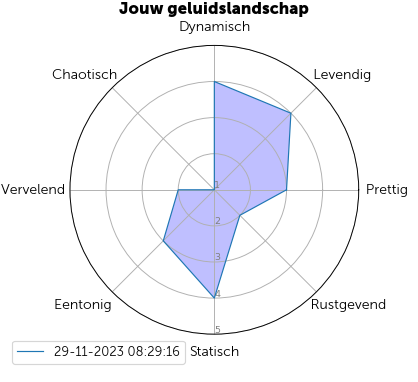 Jouw geluidslandschap
Dynamisch
Chaotisch
Levendig
Vervelend
1
Prettig
2
3
4
Eentonig
Rustgevend
5
29-11-2023 08:29:16
Statisch